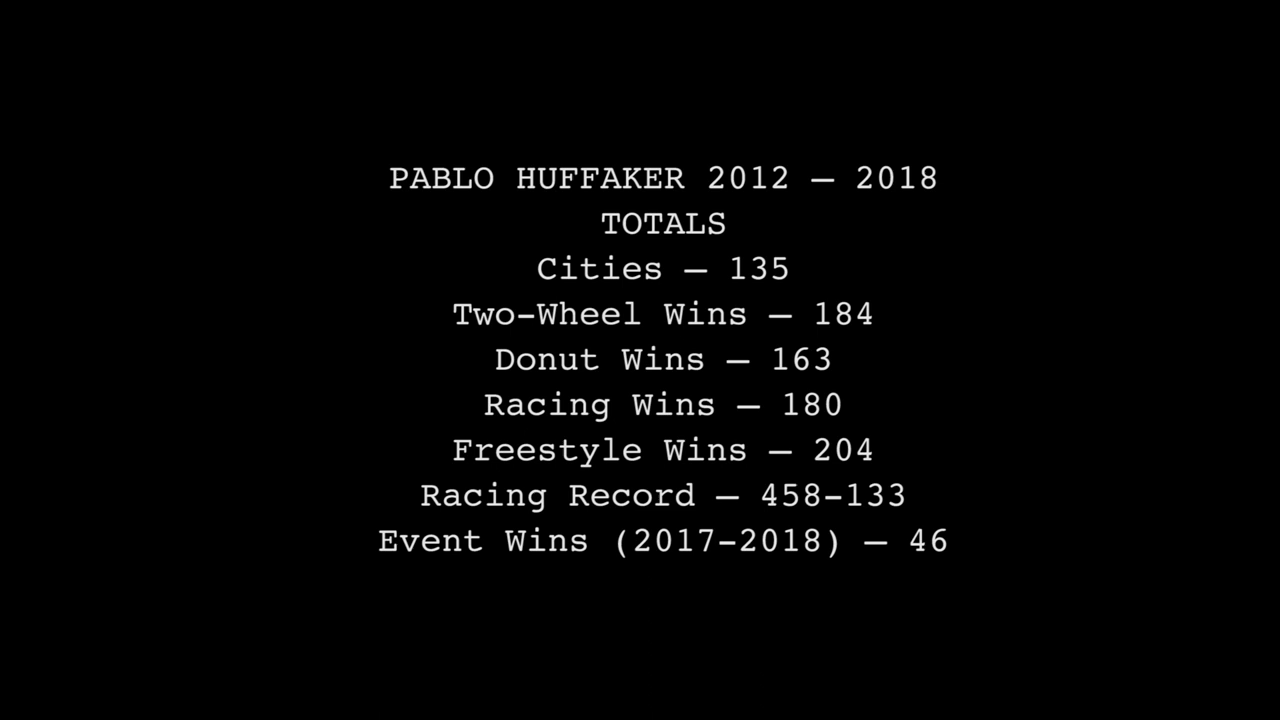 PABLO HUFFAKER 2012 – 2018
TOTALS
Cities – 135
Two-Wheel Wins – 184
Donut Wins – 163
Racing Wins – 180
Freestyle Wins – 204
Racing Record – 458-133
Event Wins (2017-2018) – 46